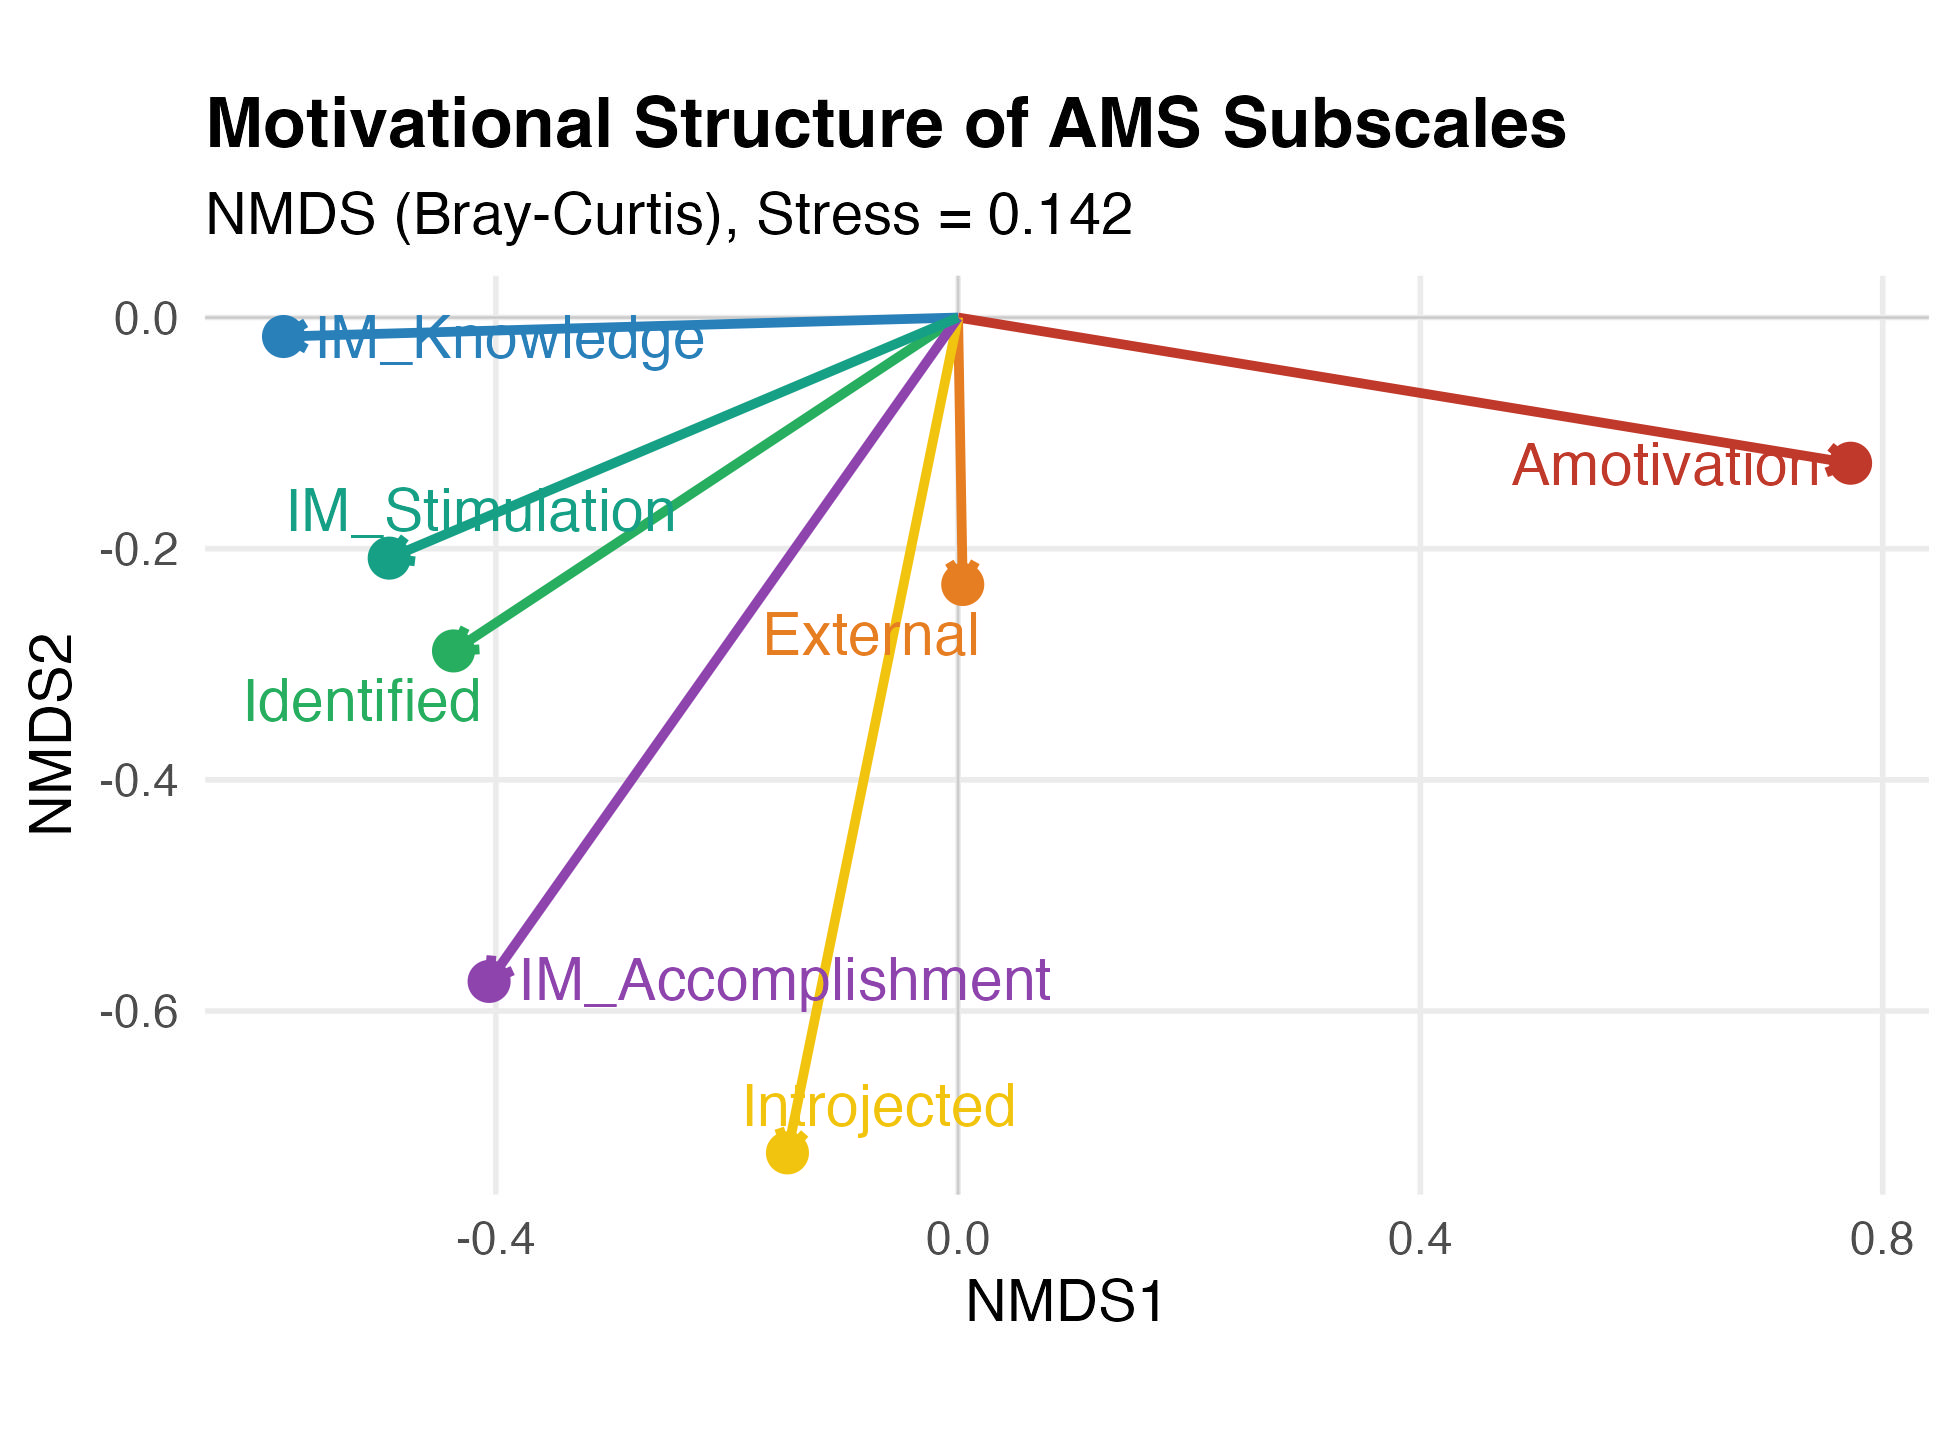 Motivational Structure of AMS Subscales
NMDS (Bray-Curtis), Stress = 0.142
0.0
IM_Knowledge
Amotivation
IM_Stimulation
-0.2
External
Identified
NMDS2
-0.4
IM_Accomplishment
-0.6
Introjected
-0.4 0.0 0.4 0.8
NMDS1